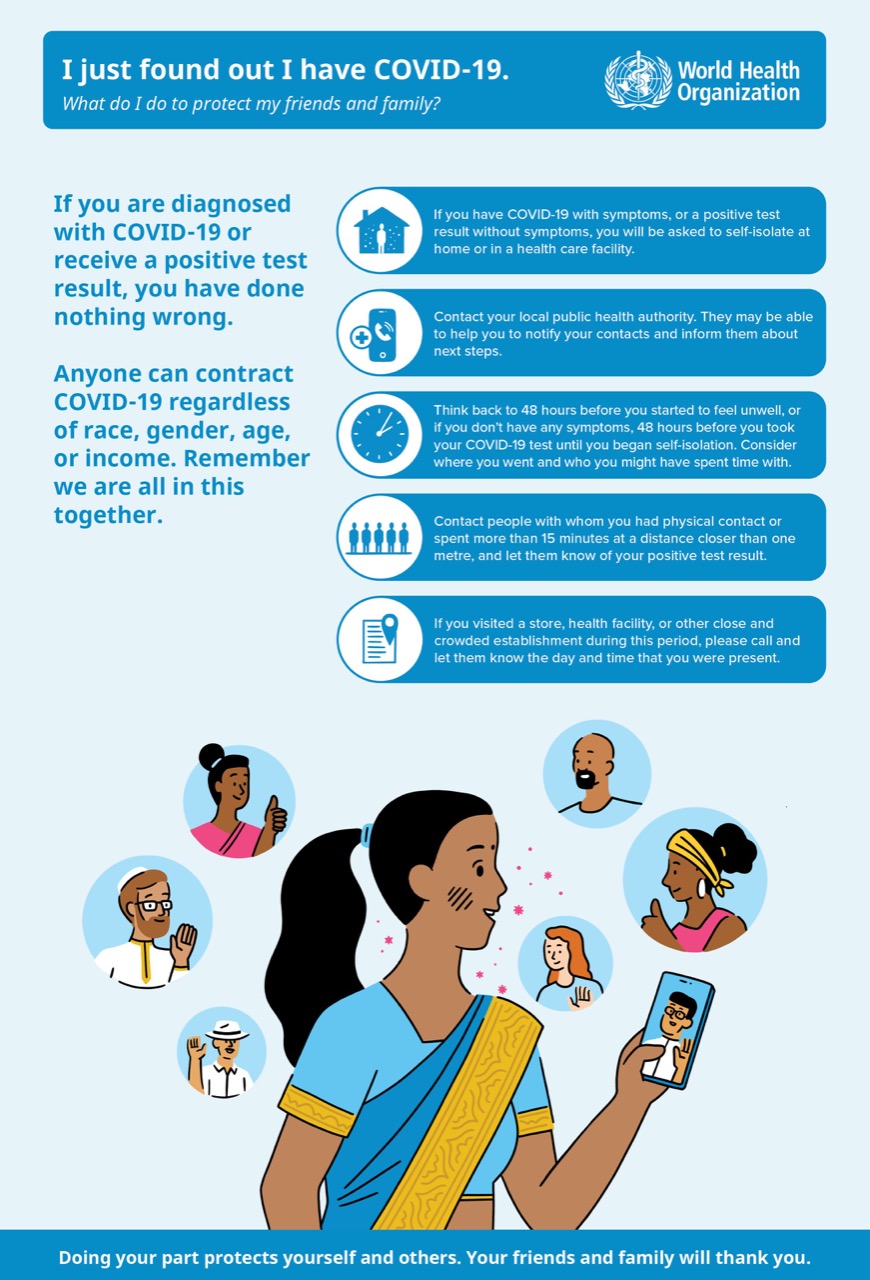 I just found out I have COVID-19.
What do I do to protect my friends and family?
World Health
Organization
If you are diagnosed
with COVID-19 or
receive a positive test
result, you have done
nothing wrong.
Anyone can contract
COVID-19 regardless
of race, gender, age,
or income. Remember
we are all in this
together.
If you have COVID-19 with symptoms, or a positive test
result without symptoms, you will be asked to self-isolate at
home or in a health care facility.
Contact your local public health authority. They may be able
to help you to notify your contacts and inform them about
next steps.
Think back to 48 hours before you started to feel unwell, or
if you don't have any symptoms, 48 hours before you took
your COVID-19 test until you began self-isolation. Consider
where you went and who you might have spent time with.
Contact people with whom you had physical contact or
spent more than 15 minutes at a distance closer than one
metre, and let them know of your positive test result.
If you visited a store, health facility, or other close and
crowded establishment during this period, please call and
let them know the day and time that you were present.
Doing your part protects yourself and others. Your friends and family will thank you.